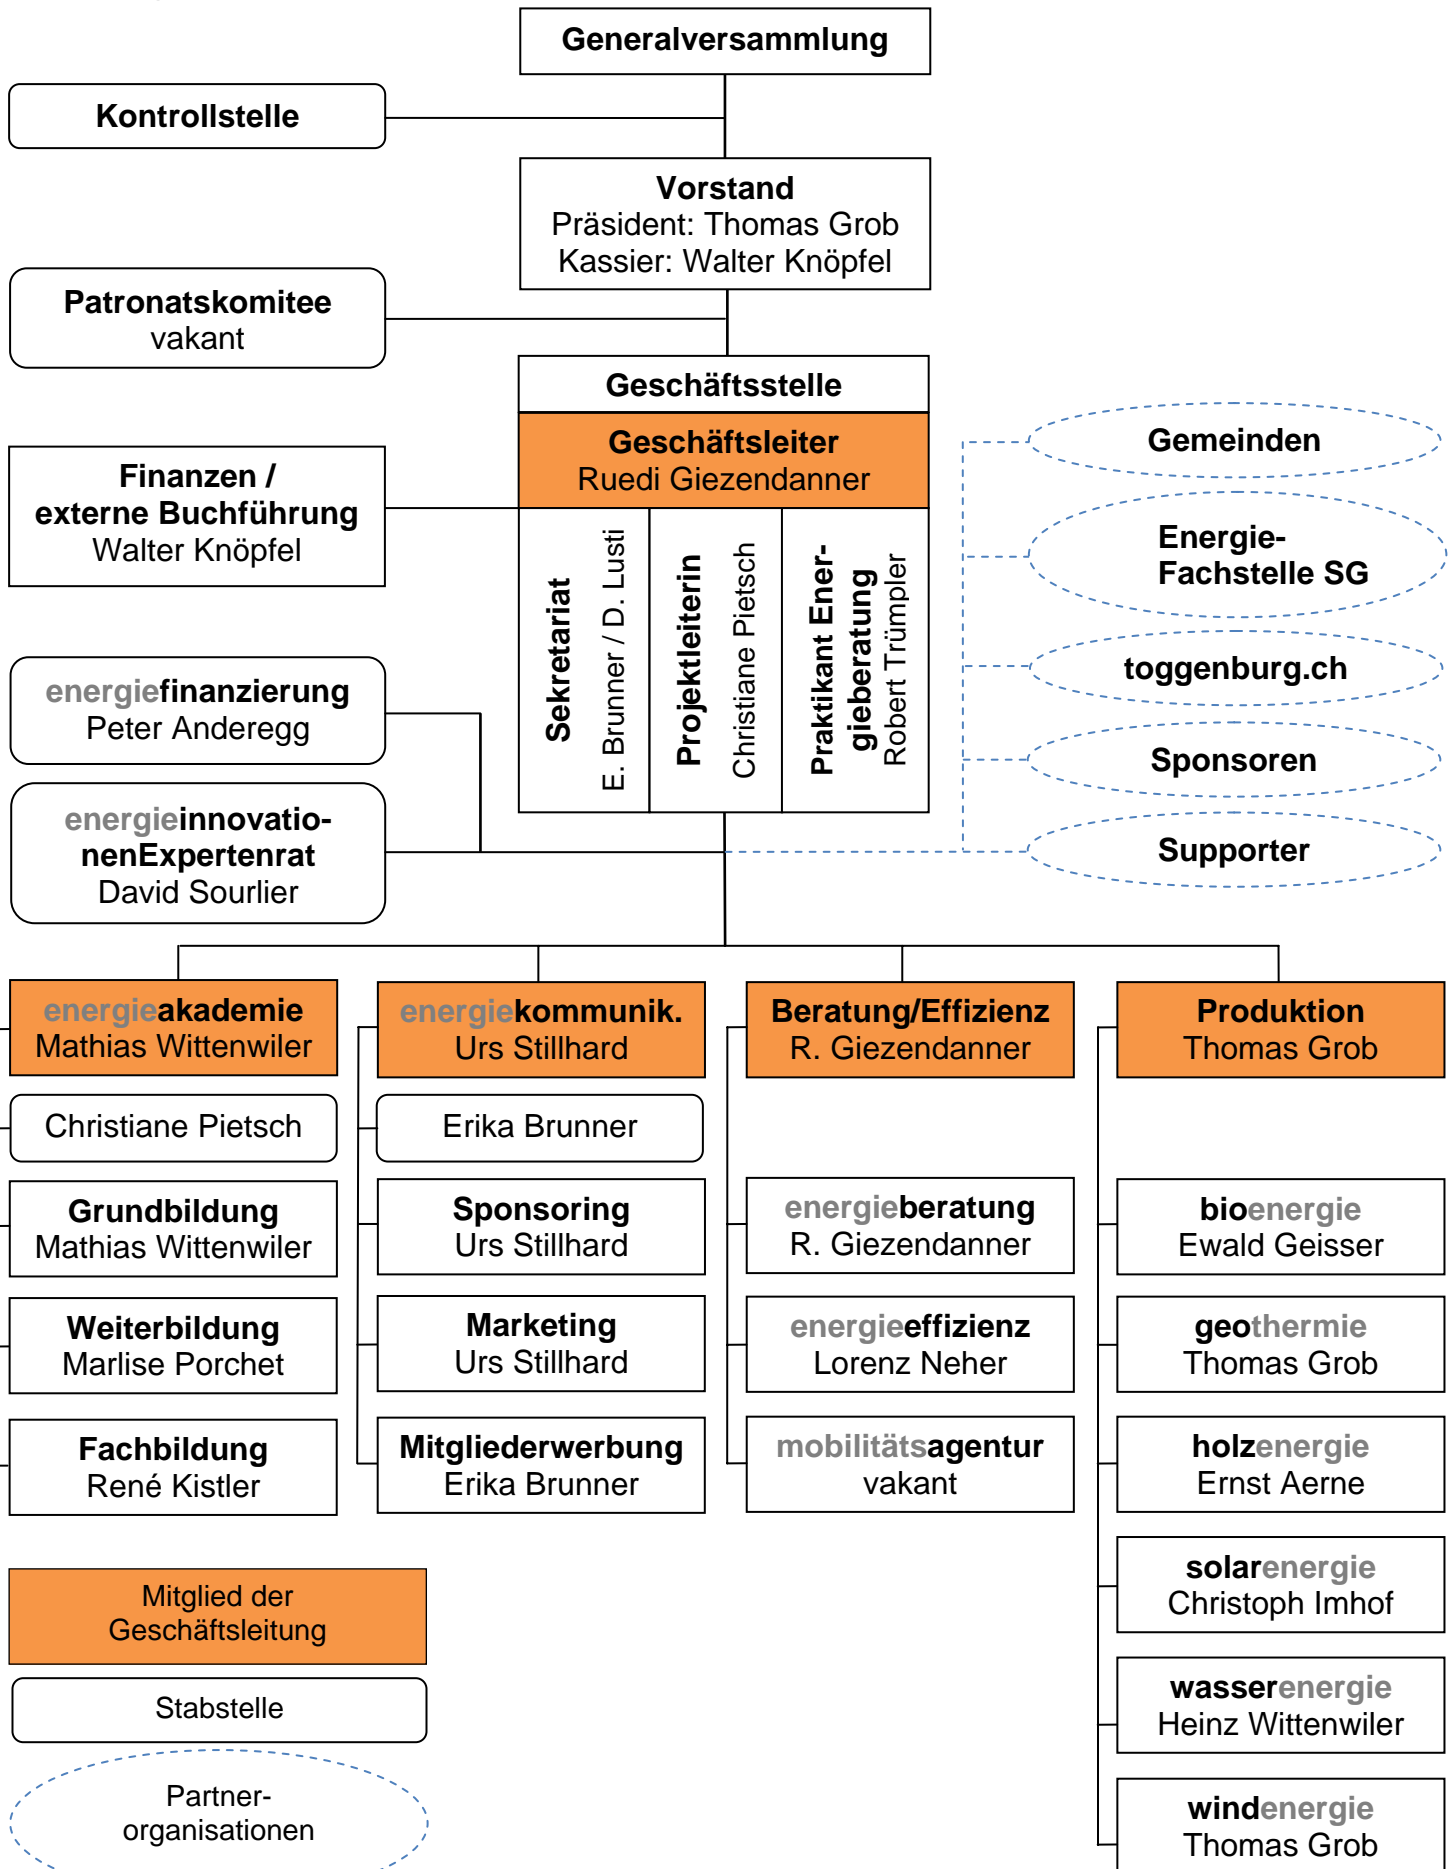 Generalversammlung
Kontrollstelle
Vorstand
Präsident: Thomas Grob
Kassier: Walter Knöpfel
Patronatskomitee
vakant
Geschäftsstelle
Geschäftsleiter
Ruedi Giezendanner
Finanzen /
externe Buchführung
Walter Knöpfel
Sekretariat
E. Brunner / D. Lusti
Projektleiterin
Christiane Pietsch
Praktikant Ener-
gieberatung
Robert Trümpler
Gemeinden
Energie-
Fachstelle SG
toggenburg.ch
Sponsoren
Supporter
energiefinanzierung
Peter Anderegg
energieinnovatio-
nenExpertenrat
David Sourlier
energieakademie
Mathias Wittenwiler
Christiane Pietsch
Grundbildung
Mathias Wittenwiler
Weiterbildung
Marlise Porchet
Fachbildung
René Kistler
energiekommunik.
Urs Stillhard
Erika Brunner
Sponsoring
Urs Stillhard
Marketing
Urs Stillhard
Mitgliederwerbung
Erika Brunner
Beratung/Effizienz
R. Giezendanner
energieberatung
R. Giezendanner
energieeffizienz
Lorenz Neher
mobilitätsagentur
vakant
Produktion
Thomas Grob
bioenergie
Ewald Geisser
geothermie
Thomas Grob
holzenergie
Ernst Aerne
solarenergie
Christoph Imhof
wasserenergie
Heinz Wittenwiler
windenergie
Thomas Grob
Mitglied der
Geschäftsleitung
Stabstelle
Partner-
organisationen